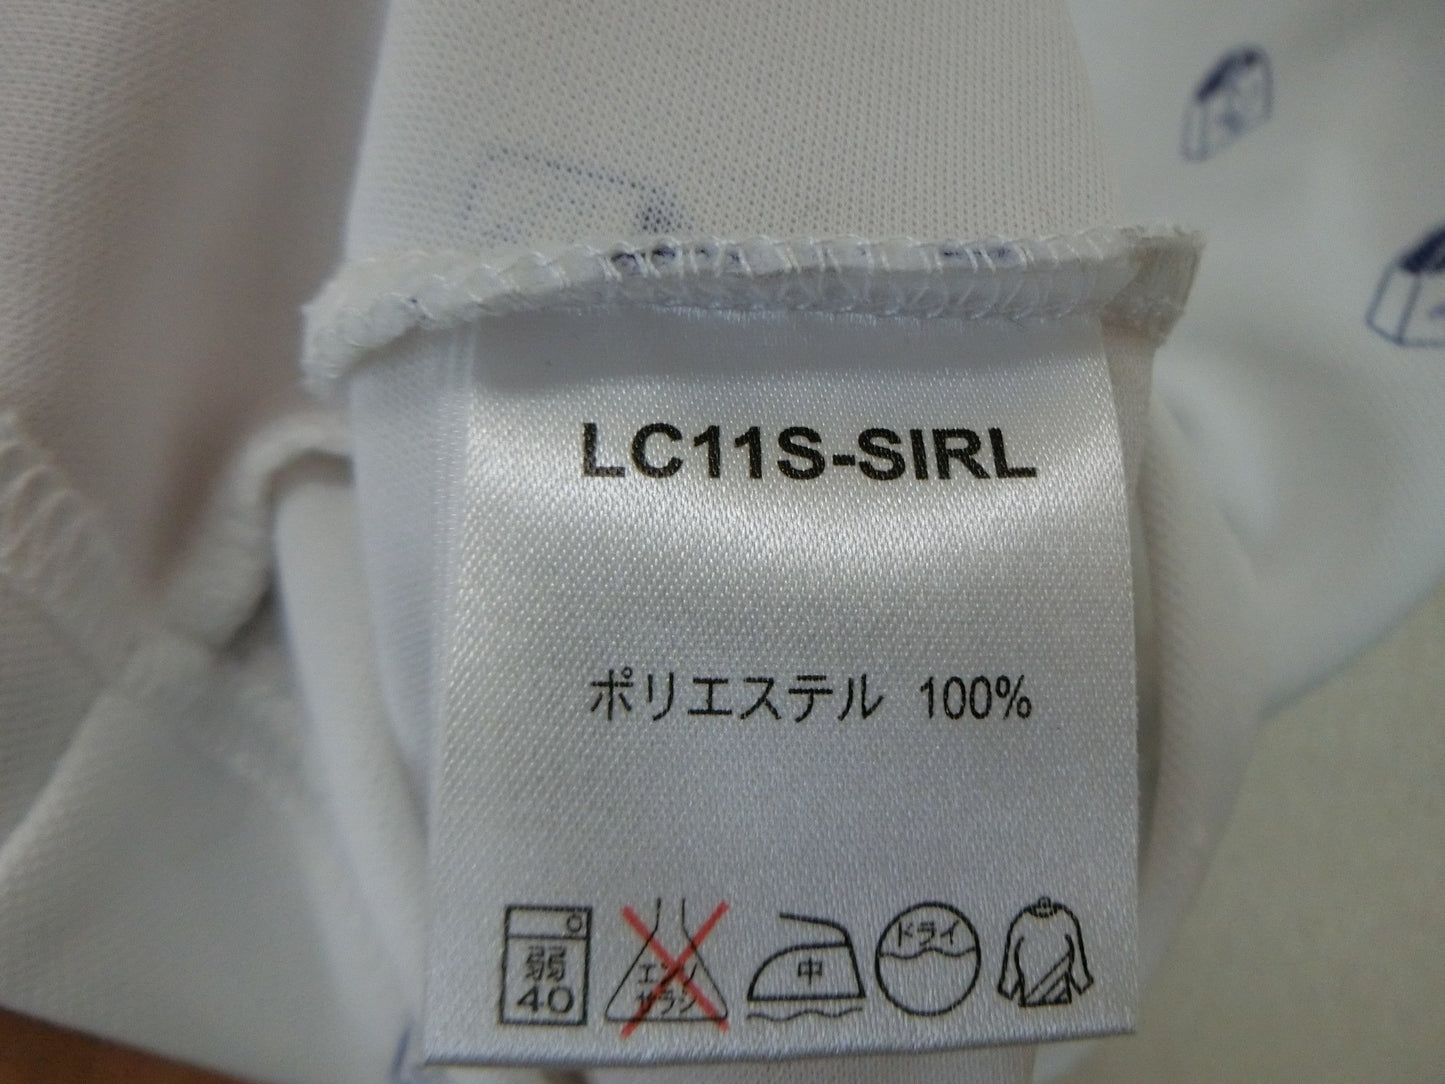 LC11S-SIRL
ポリエステル 100%
弱 エンソ 中 ドライ
40 サラシ